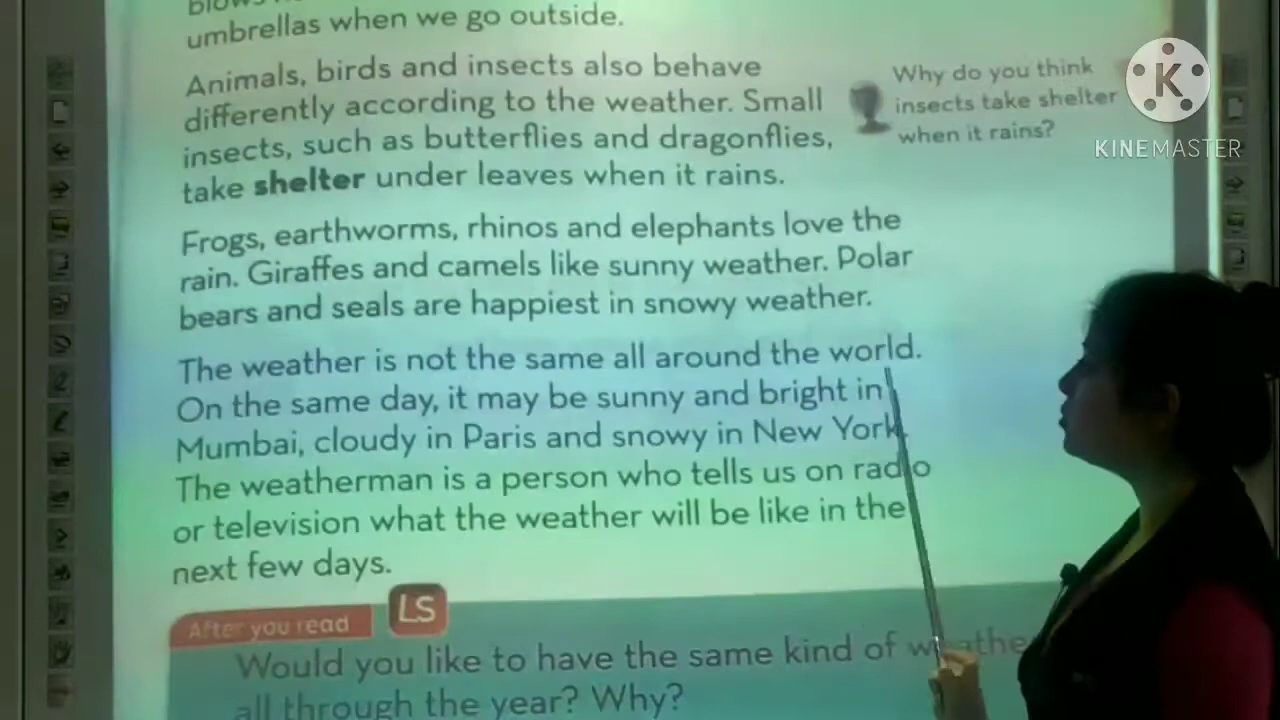 umbrellas when we go outside.
Animals, birds and insects also behave
differently according to the weather. Small
insects, such as butterflies and dragonflies,
take shelter under leaves when it rains.
Why do you think
insects take shelter
when it rains?
K
KINEMASTER
Frogs, earthworms, rhinos and elephants love the
rain. Giraffes and camels like sunny weather. Polar
bears and seals are happiest in snowy weather.
The weather is not the same all around the world.
On the same day, it may be sunny and bright in
Mumbai, cloudy in Paris and snowy in New York.
The weatherman is a person who tells us on radio
or television what the weather will be like in the
next few days.
After you read
LS
Would you like to have the same kind of weathe
all through the year? Why?